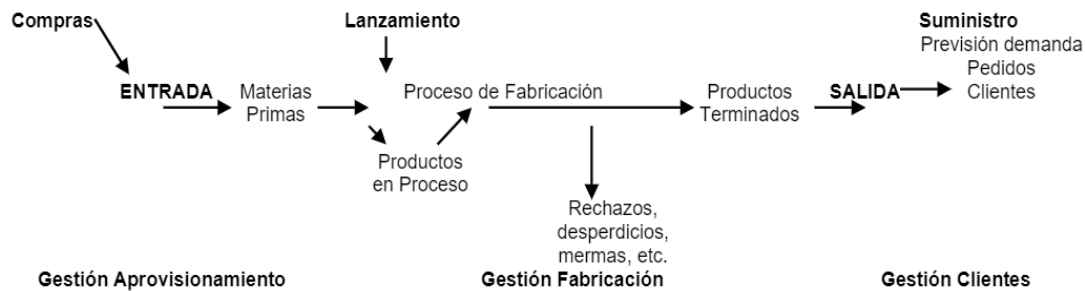 Compras
Lanzamiento
Suministro
Previsión demanda
Pedidos
Clientes
ENTRADA
Materias
Primas
Proceso de Fabricación
Productos
Terminados
SALIDA
Productos
en Proceso
Rechazos,
desperdicios,
mermas, etc.
Gestión Aprovisionamiento
Gestión Fabricación
Gestión Clientes